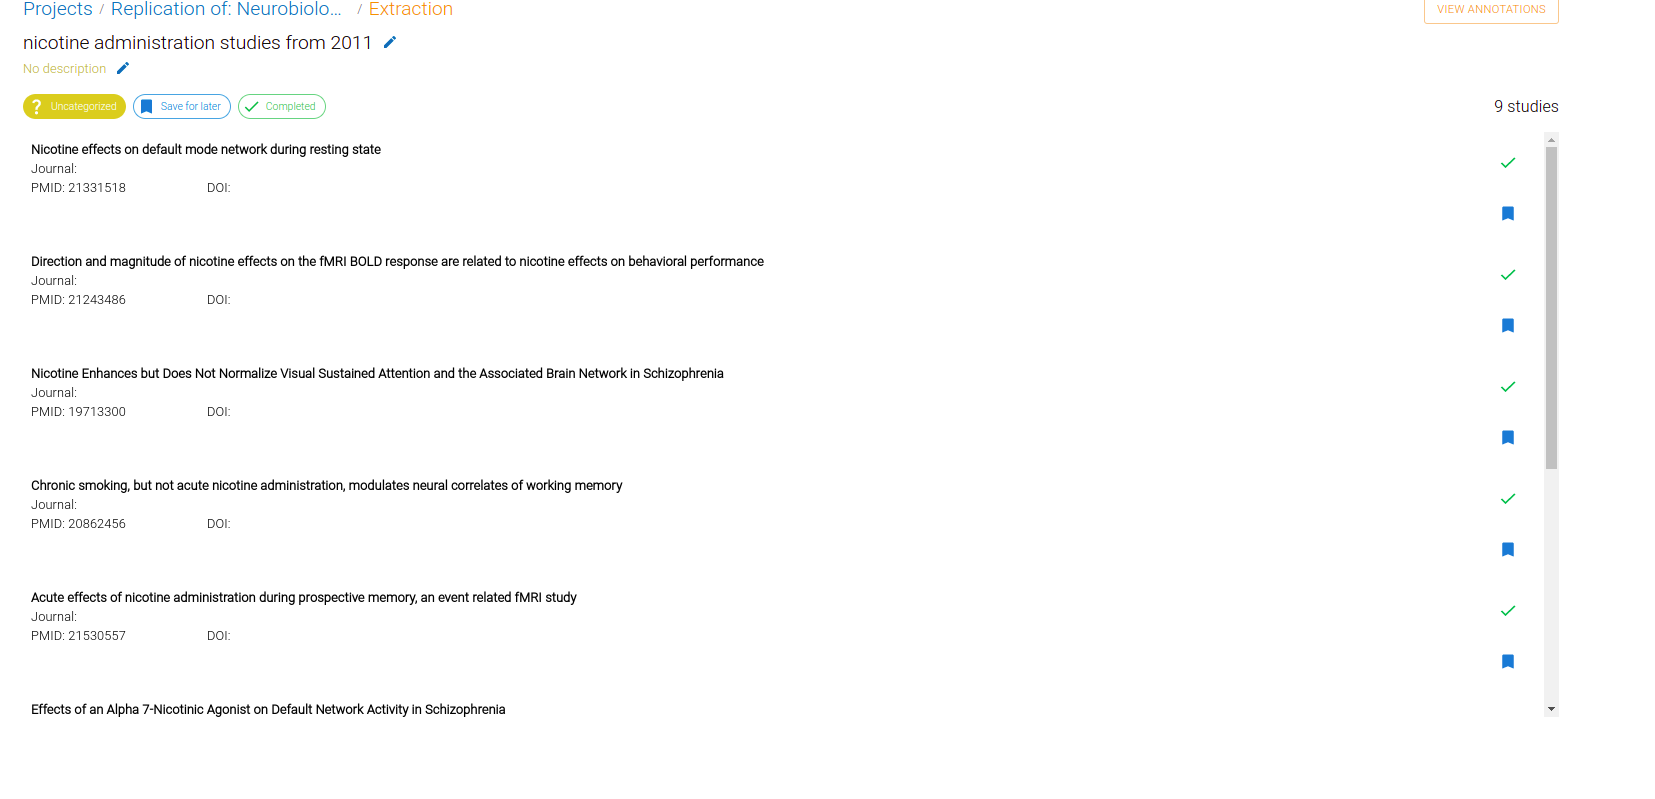 Projects / Replication of: Neurobiolo... / Extraction
VIEW ANNOTATIONS
nicotine administration studies from 2011
No description
? Uncategorized Save for later Completed
9 studies
Nicotine effects on default mode network during resting state
Journal:
PMID: 21331518 DOI:
Direction and magnitude of nicotine effects on the fMRI BOLD response are related to nicotine effects on behavioral performance
Journal:
PMID: 21243486 DOI:
Nicotine Enhances but Does Not Normalize Visual Sustained Attention and the Associated Brain Network in Schizophrenia
Journal:
PMID: 19713300 DOI:
Chronic smoking, but not acute nicotine administration, modulates neural correlates of working memory
Journal:
PMID: 20862456 DOI:
Acute effects of nicotine administration during prospective memory, an event related fMRI study
Journal:
PMID: 21530557 DOI:
Effects of an Alpha 7-Nicotinic Agonist on Default Network Activity in Schizophrenia